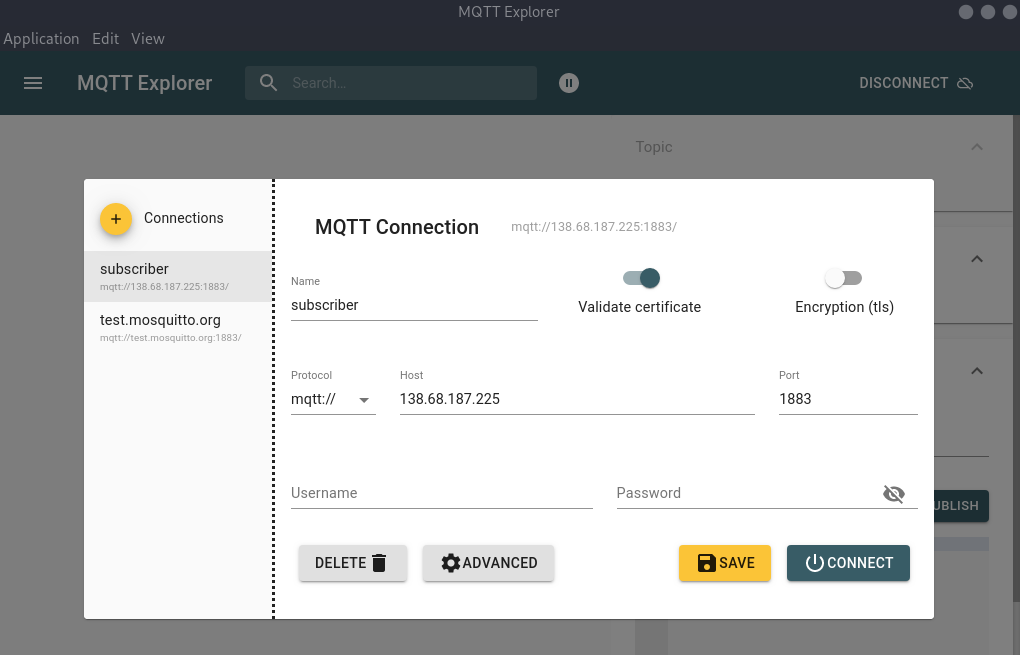 MQTT Explorer
Application Edit View
MQTT Explorer
Search...
DISCONNECT
Topic
+ Connections
subscriber
mqtt://138.68.187.225:1883/
test.mosquitto.org
mqtt://test.mosquitto.org:1883/
MQTT Connection mqtt://138.68.187.225:1883/
Name
subscriber
Validate certificate
Encryption (tls)
Protocol Host Port
mqtt:// 138.68.187.225 1883
Username Password
UBLISH
DELETE ADVANCED SAVE CONNECT